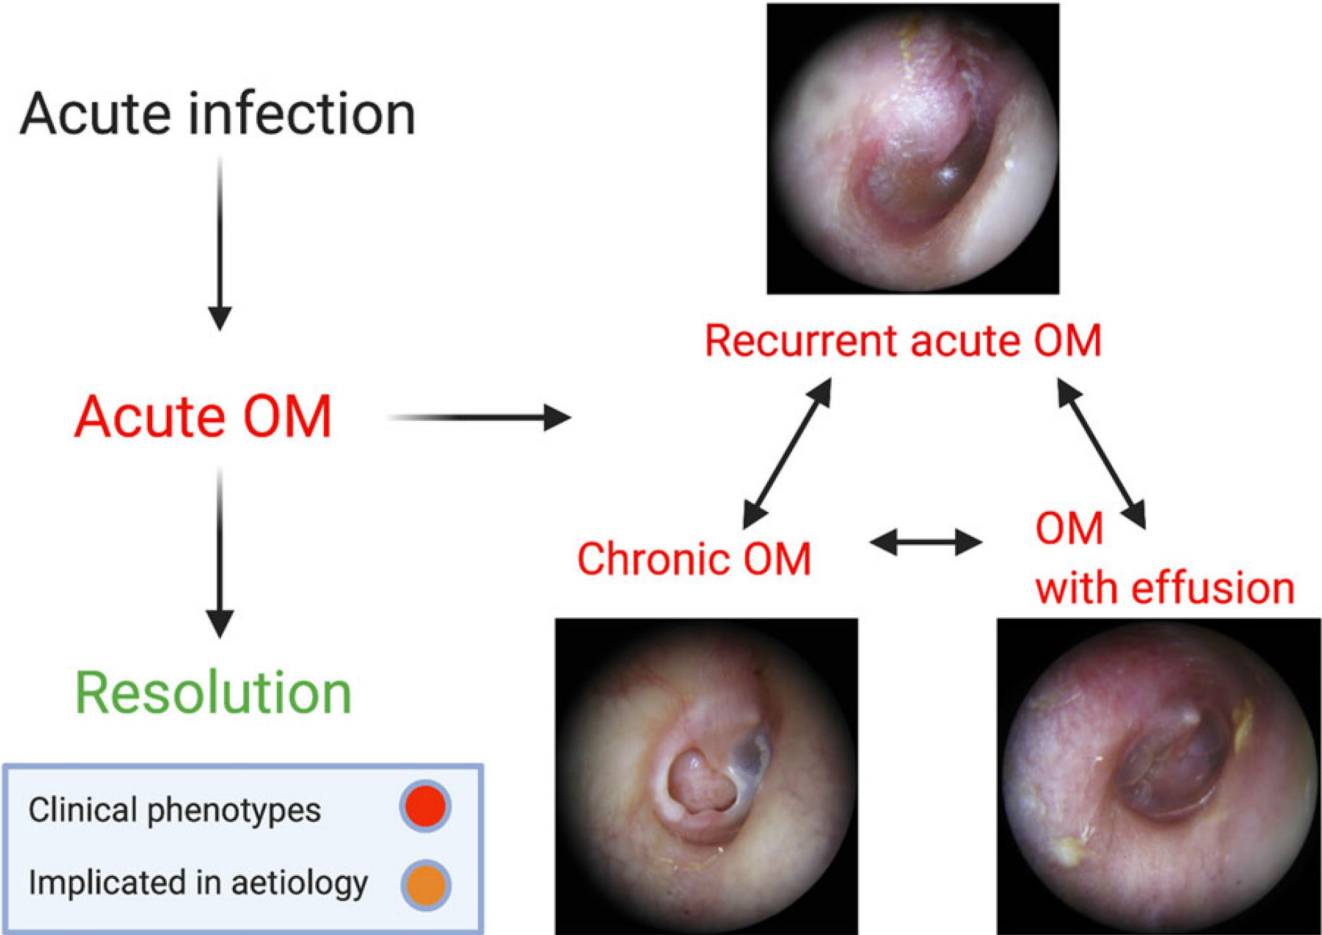 Acute infection
Acute OM
Resolution
Recurrent acute OM
Chronic OM
OM
with effusion
Clinical phenotypes
Implicated in aetiology